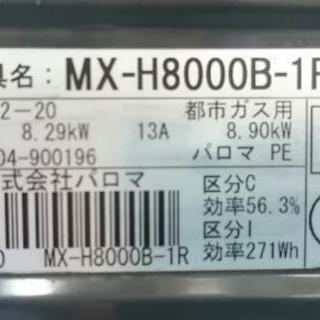 具名：MX-H8000B-1R
2-20 都市ガス用
8.29kW 13A 8.90kW
04-900196 パロマ PE
式会社パロマ 区分C
効率56.3%
区分I
MX-H8000B-1R 効率271Wh